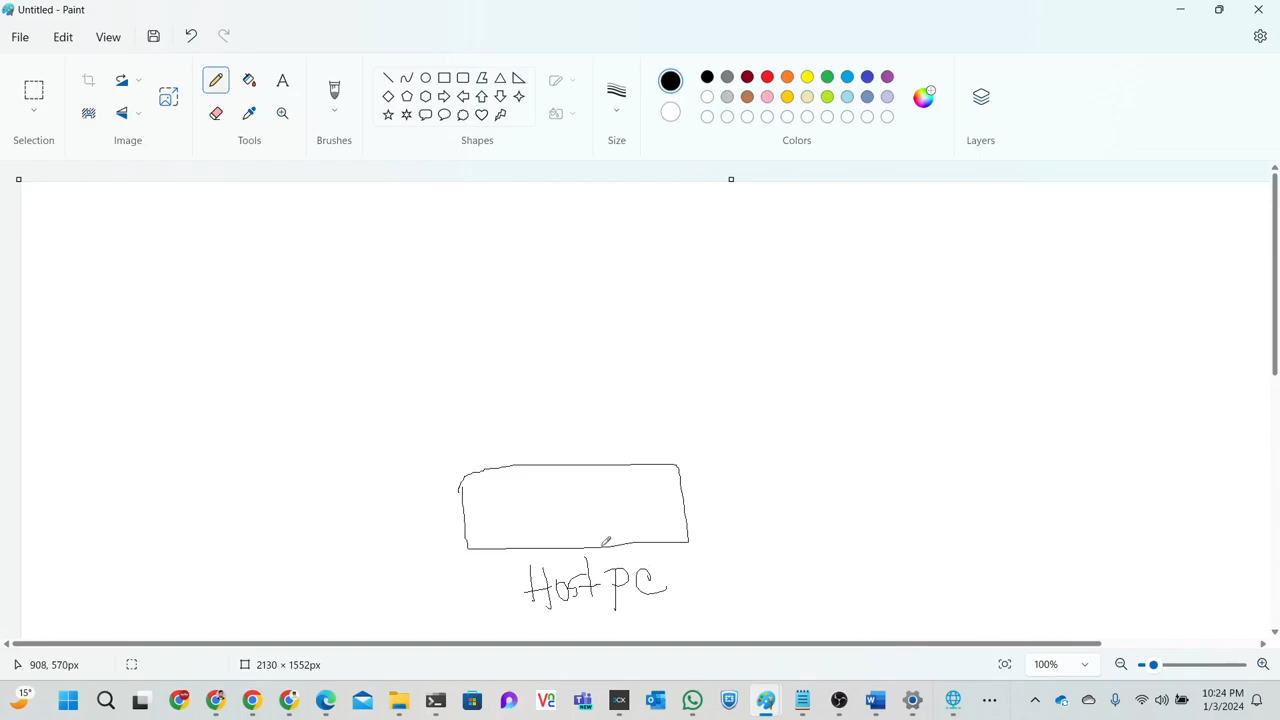 Untitled - Paint
File Edit View
Selection Image Tools Brushes Shapes Size Colors Layers
Host PC
908, 570px 2130 × 1552px 100%
15° 10:24 PM
1/3/2024